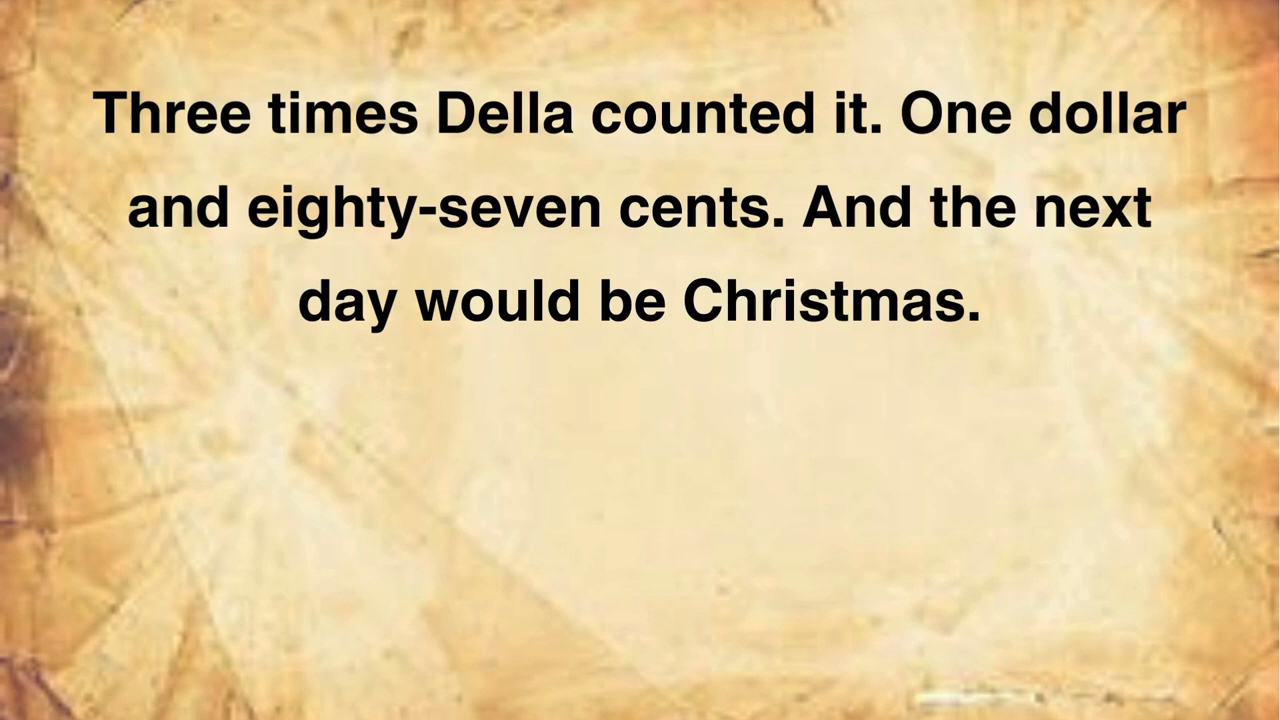 Three times Della counted it. One dollar
and eighty-seven cents. And the next
day would be Christmas.